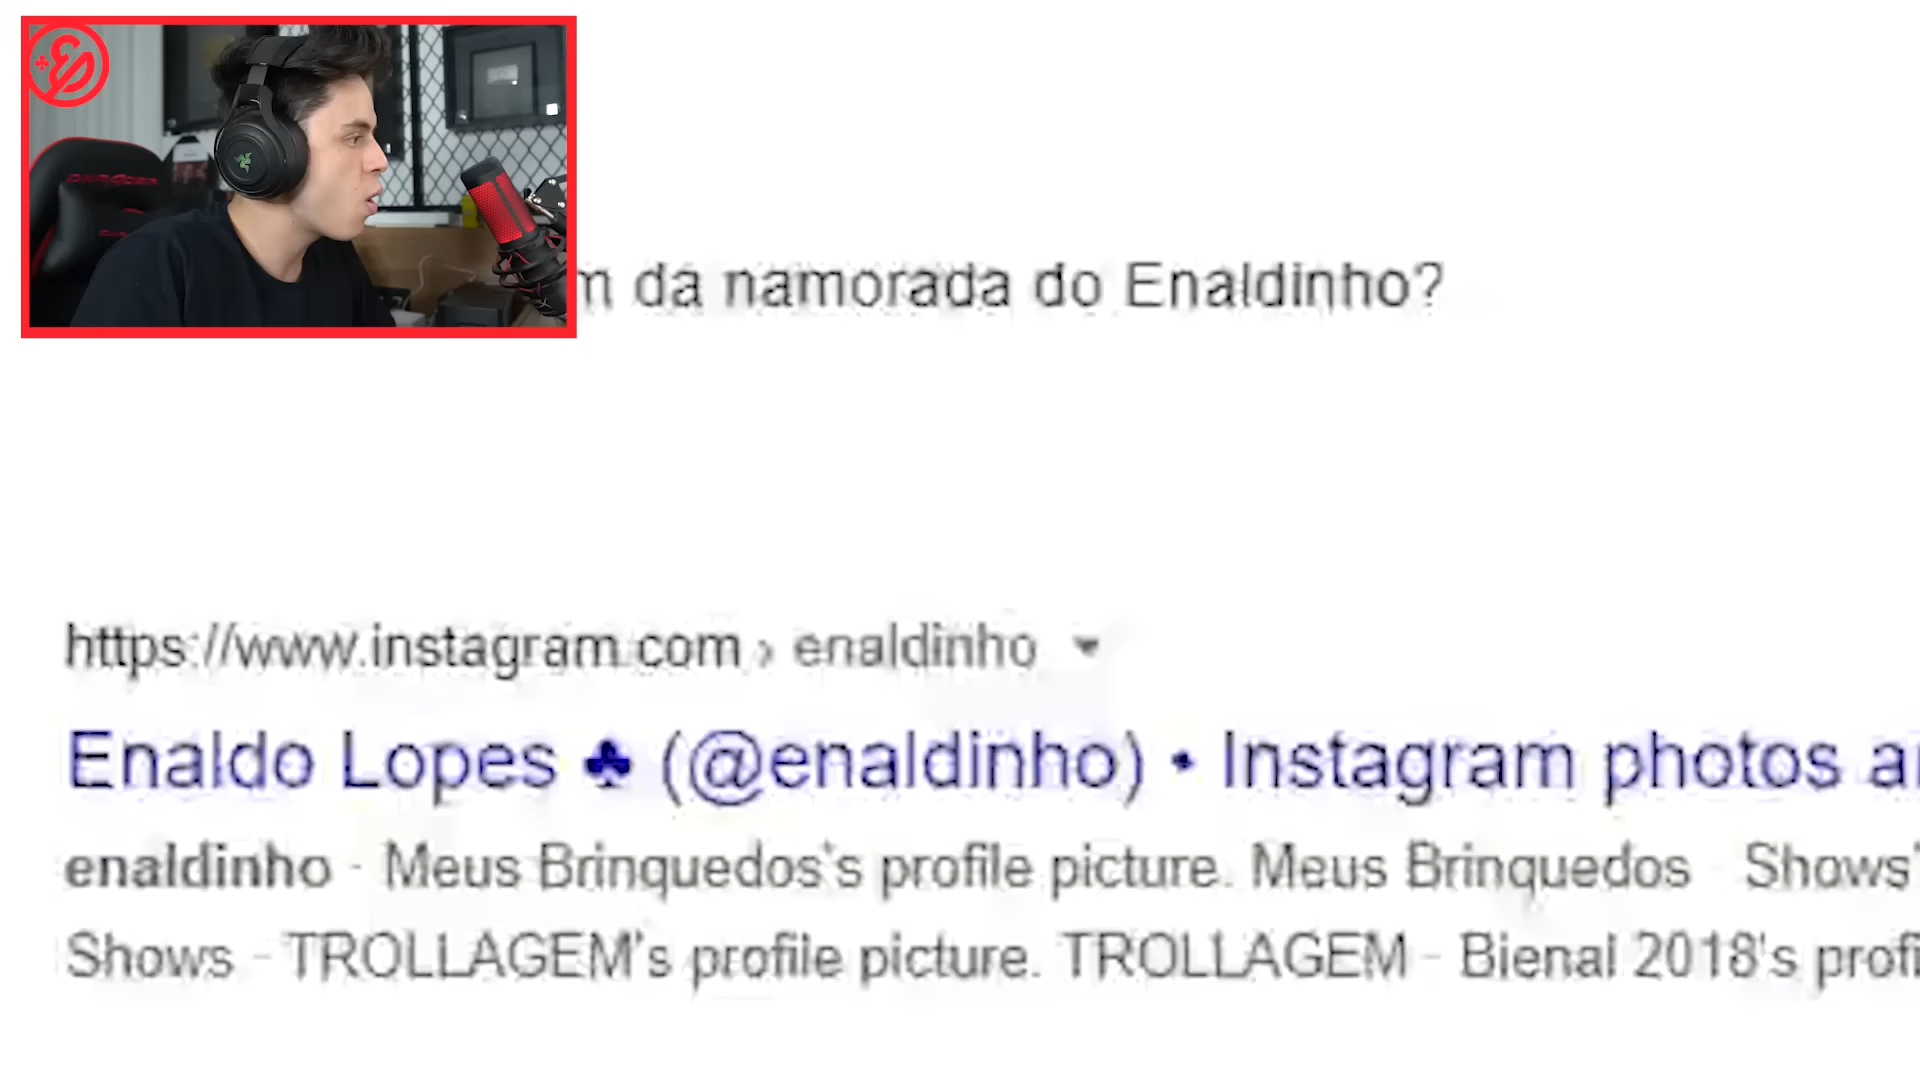 da namorada do Enaldinho?
https://www.instagram.com › enaldinho
Enaldo Lopes ♣ (@enaldinho) • Instagram photos
enaldinho - Meus Brinquedos's profile picture. Meus Brinquedos - Shows'
Shows - TROLLAGEM's profile picture. TROLLAGEM - Bienal 2018's